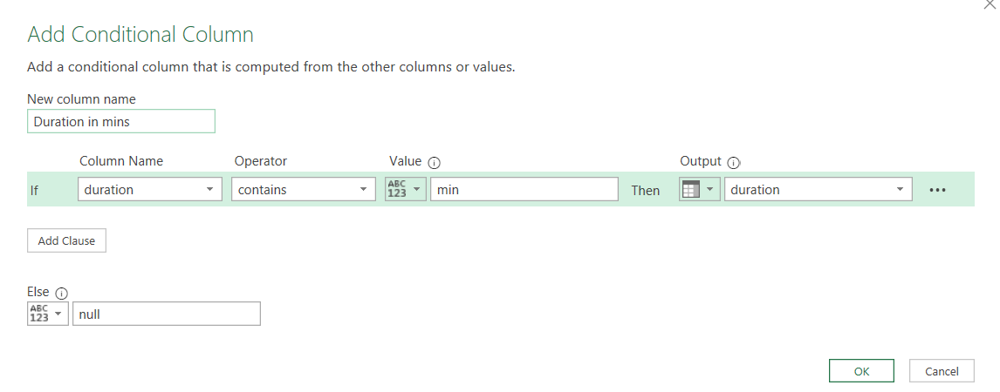 Add Conditional Column
Add a conditional column that is computed from the other columns or values.
New column name
Duration in mins
Column Name Operator Value Output
If duration contains ABC 123 min Then duration
Add Clause
Else
ABC 123 null
OK Cancel